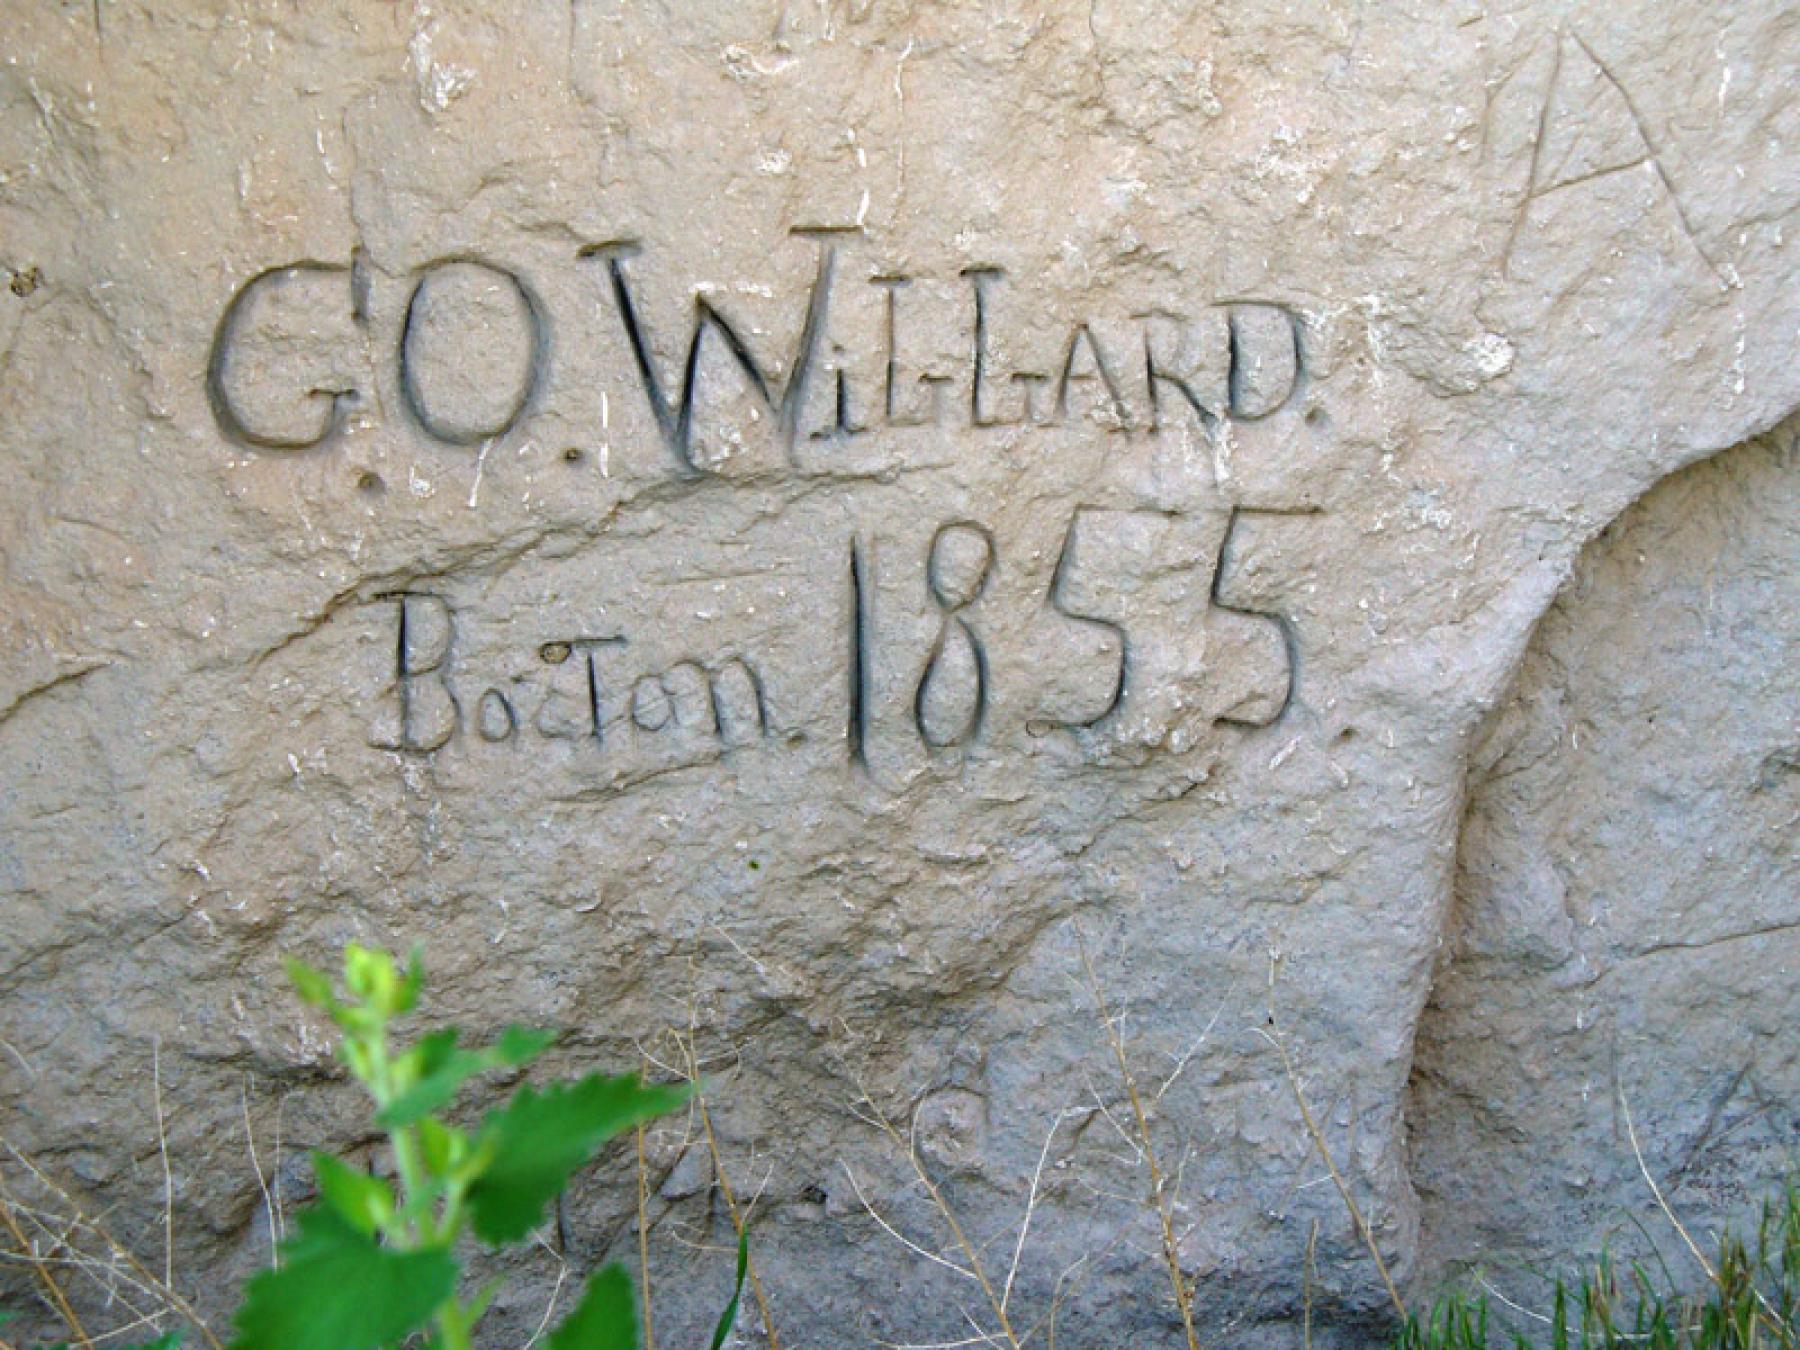 A
G.O.WiLLARD.
BosTon. 1855.